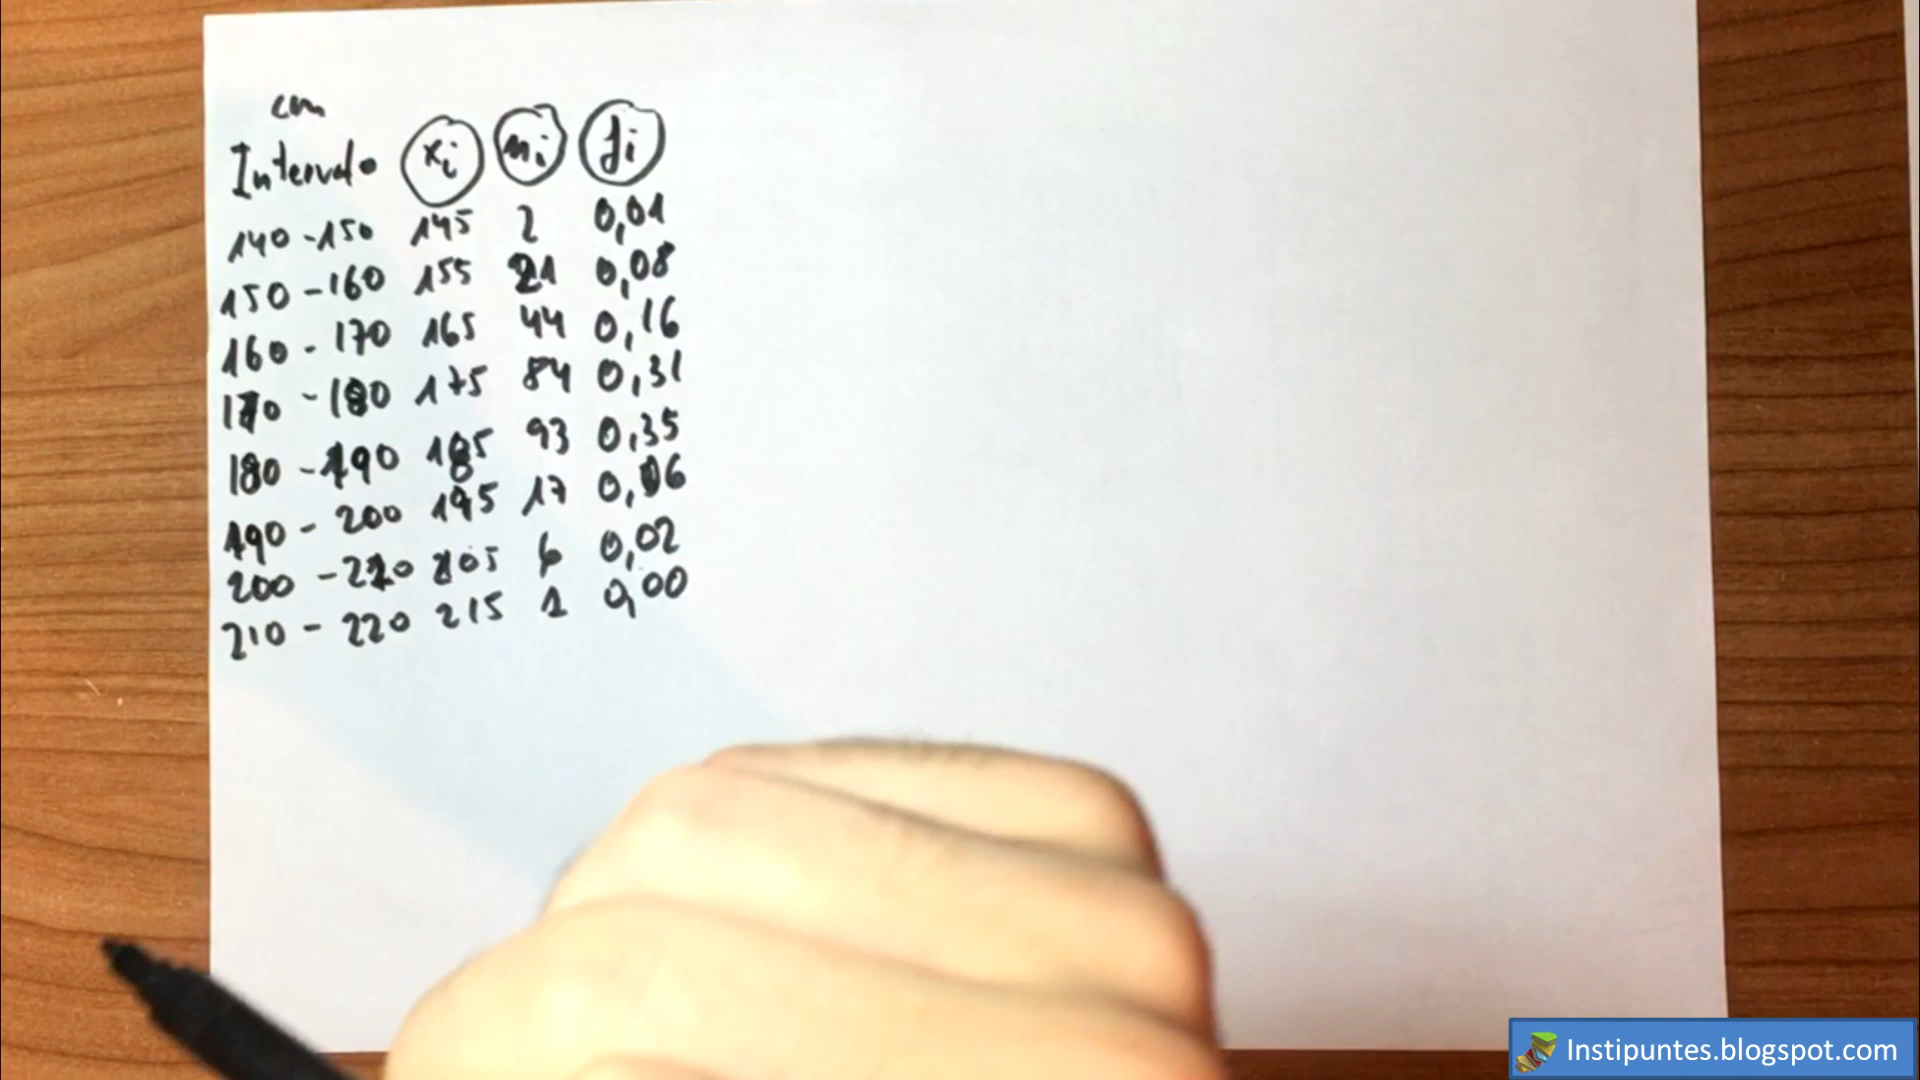 cm
Intervalo xi ni fi
140-150 145 2 0,01
150-160 155 21 0,08
160-170 165 44 0,16
170-180 175 84 0,31
180-190 185 93 0,35
190-200 195 17 0,06
200-210 205 6 0,02
210-220 215 1 0,00
Instipuntes.blogspot.com